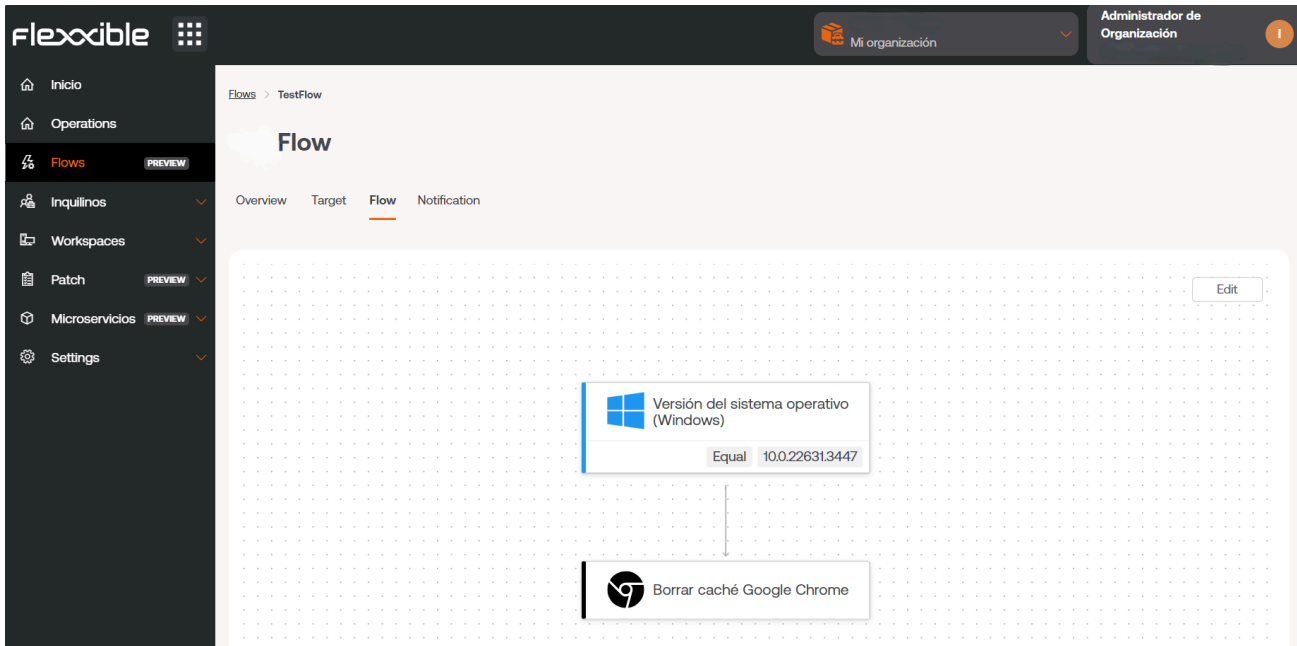 Flexxible
Mi organización
Administrador de
Organización
I
Inicio
Operations
Flows PREVIEW
Inquilinos
Workspaces
Patch PREVIEW
Microservicios PREVIEW
Settings
Flows > TestFlow
Flow
Overview Target Flow Notification
Edit
Versión del sistema operativo
(Windows)
Equal 10.0.22631.3447
Borrar caché Google Chrome